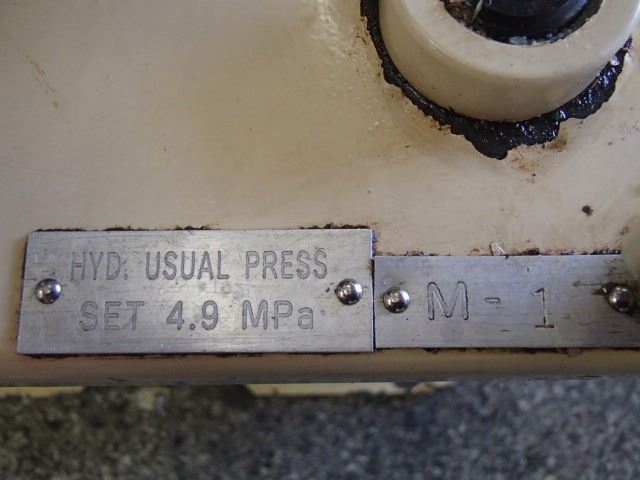 HYD. USUAL PRESS
SET 4.9 MPa
M - 1